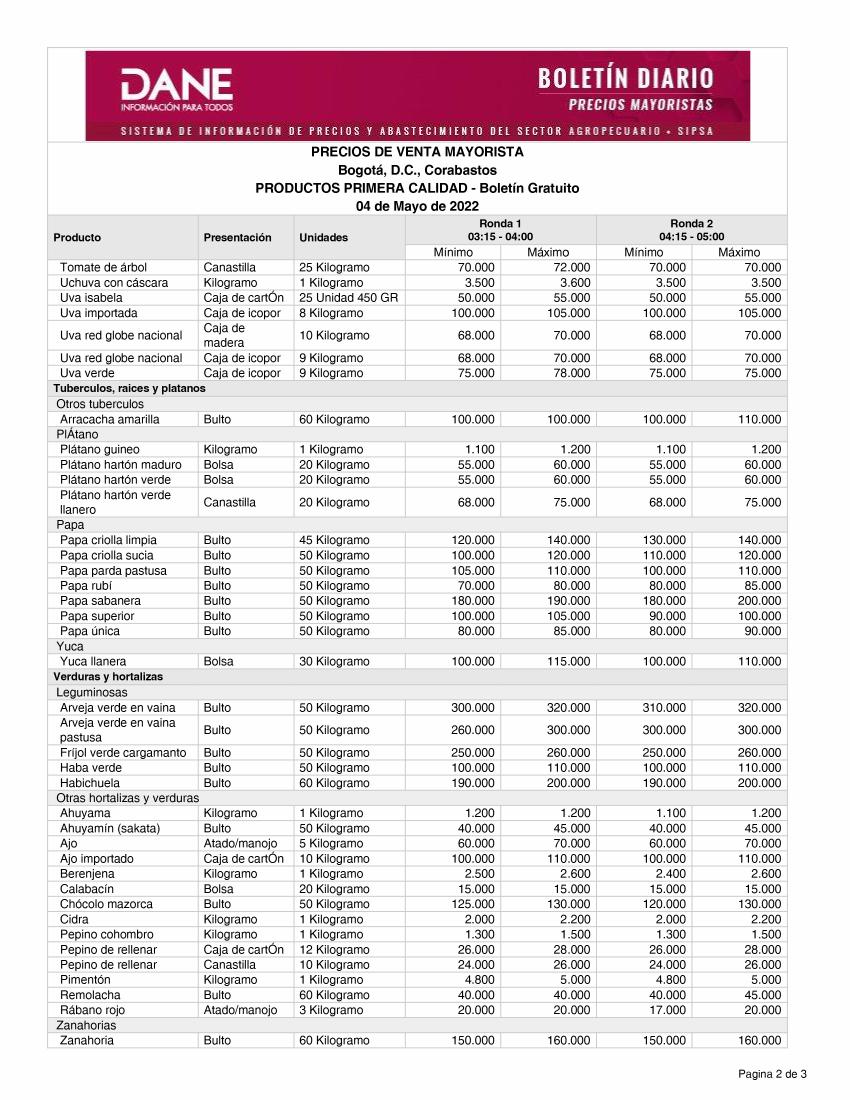 DANE
INFORMACIÓN PARA TODOS
BOLETÍN DIARIO
PRECIOS MAYORISTAS
SISTEMA DE INFORMACIÓN DE PRECIOS Y ABASTECIMIENTO DEL SECTOR AGROPECUARIO • SIPSA
PRECIOS DE VENTA MAYORISTA
Bogotá, D.C., Corabastos
PRODUCTOS PRIMERA CALIDAD - Boletín Gratuito
04 de Mayo de 2022
Producto Presentación Unidades Ronda 1 03:15 - 04:00 Ronda 2 04:15 - 05:00
Mínimo Máximo Mínimo Máximo
Tomate de árbol Canastilla 25 Kilogramo 70.000 72.000 70.000 70.000
Uchuva con cáscara Kilogramo 1 Kilogramo 3.500 3.600 3.500 3.500
Uva isabela Caja de cartÓn 25 Unidad 450 GR 50.000 55.000 50.000 55.000
Uva importada Caja de icopor 8 Kilogramo 100.000 105.000 100.000 105.000
Uva red globe nacional Caja de madera 10 Kilogramo 68.000 70.000 68.000 70.000
Uva red globe nacional Caja de icopor 9 Kilogramo 68.000 70.000 68.000 70.000
Uva verde Caja de icopor 9 Kilogramo 75.000 78.000 75.000 75.000
Tuberculos, raices y platanos
Otros tuberculos
Arracacha amarilla Bulto 60 Kilogramo 100.000 100.000 100.000 110.000
PlÁtano
Plátano guineo Kilogramo 1 Kilogramo 1.100 1.200 1.100 1.200
Plátano hartón maduro Bolsa 20 Kilogramo 55.000 60.000 55.000 60.000
Plátano hartón verde Bolsa 20 Kilogramo 55.000 60.000 55.000 60.000
Plátano hartón verde llanero Canastilla 20 Kilogramo 68.000 75.000 68.000 75.000
Papa
Papa criolla limpia Bulto 45 Kilogramo 120.000 140.000 130.000 140.000
Papa criolla sucia Bulto 50 Kilogramo 100.000 120.000 110.000 120.000
Papa parda pastusa Bulto 50 Kilogramo 105.000 110.000 100.000 110.000
Papa rubí Bulto 50 Kilogramo 70.000 80.000 80.000 85.000
Papa sabanera Bulto 50 Kilogramo 180.000 190.000 180.000 200.000
Papa superior Bulto 50 Kilogramo 100.000 105.000 90.000 100.000
Papa única Bulto 50 Kilogramo 80.000 85.000 80.000 90.000
Yuca
Yuca llanera Bolsa 30 Kilogramo 100.000 115.000 100.000 110.000
Verduras y hortalizas
Leguminosas
Arveja verde en vaina Bulto 50 Kilogramo 300.000 320.000 310.000 320.000
Arveja verde en vaina pastusa Bulto 50 Kilogramo 260.000 300.000 300.000 300.000
Fríjol verde cargamanto Bulto 50 Kilogramo 250.000 260.000 250.000 260.000
Haba verde Bulto 50 Kilogramo 100.000 110.000 100.000 110.000
Habichuela Bulto 60 Kilogramo 190.000 200.000 190.000 200.000
Otras hortalizas y verduras
Ahuyama Kilogramo 1 Kilogramo 1.200 1.200 1.100 1.200
Ahuyamín (sakata) Bulto 50 Kilogramo 40.000 45.000 40.000 45.000
Ajo Atado/manojo 5 Kilogramo 60.000 70.000 60.000 70.000
Ajo importado Caja de cartÓn 10 Kilogramo 100.000 110.000 100.000 110.000
Berenjena Kilogramo 1 Kilogramo 2.500 2.600 2.400 2.600
Calabacín Bolsa 20 Kilogramo 15.000 15.000 15.000 15.000
Chócolo mazorca Bulto 50 Kilogramo 125.000 130.000 120.000 130.000
Cidra Kilogramo 1 Kilogramo 2.000 2.200 2.000 2.200
Pepino cohombro Kilogramo 1 Kilogramo 1.300 1.500 1.300 1.500
Pepino de rellenar Caja de cartÓn 12 Kilogramo 26.000 28.000 26.000 28.000
Pepino de rellenar Canastilla 10 Kilogramo 24.000 26.000 24.000 26.000
Pimentón Kilogramo 1 Kilogramo 4.800 5.000 4.800 5.000
Remolacha Bulto 60 Kilogramo 40.000 40.000 40.000 45.000
Rábano rojo Atado/manojo 3 Kilogramo 20.000 20.000 17.000 20.000
Zanahorias
Zanahoria Bulto 60 Kilogramo 150.000 160.000 150.000 160.000
Pagina 2 de 3